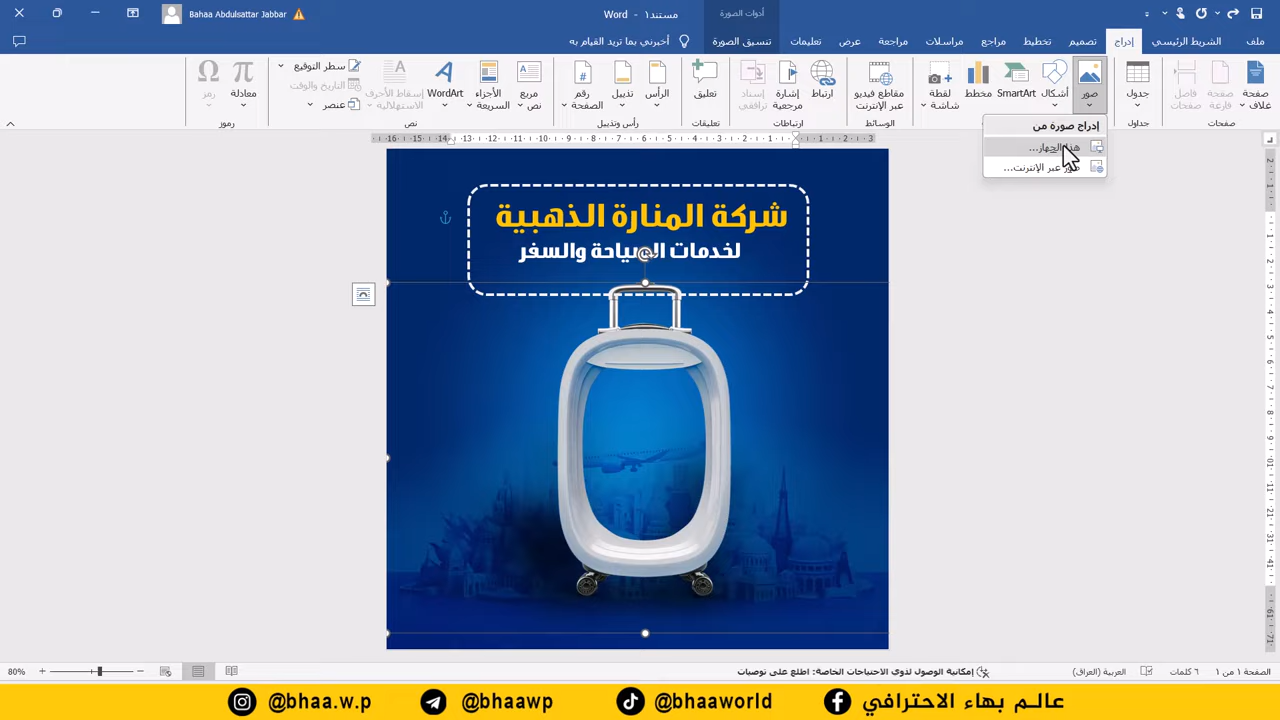 Bahaa Abdulsattar Jabbar
مستند١ - Word
أدوات الصورة
ملف
الشريط الرئيسي
إدراج
تصميم
تخطيط
مراجع
مراسلات
مراجعة
عرض
تعليمات
تنسيق الصورة
أخبرني بما تريد القيام به
صفحة غلاف
صفحة فارغة
فاصل صفحات
صفحات
جدول
جداول
صور
أشكال
SmartArt
مخطط
لقطة شاشة
مقاطع فيديو عبر الإنترنت
الوسائط
ارتباط
إشارة مرجعية
إسناد ترافقي
ارتباطات
تعليق
تعليقات
الرأس
تذييل
رقم الصفحة
رأس وتذييل
مربع نص
الأجزاء السريعة
WordArt
إسقاط الأحرف الاستهلالية
سطر التوقيع
التاريخ والوقت
عنصر
نص
معادلة
رمز
رموز
إدراج صورة من
هذا الجهاز...
صور عبر الإنترنت...
شركة المنارة الذهبية
لخدمات السياحة والسفر
الصفحة ١ من ١
٦ كلمات
العربية (العراق)
إمكانية الوصول لذوي الاحتياجات الخاصة: اطلع على توصيات
80%
@bhaa.w.p
@bhaawp
@bhaaworld
عالم بهاء الاحترافي